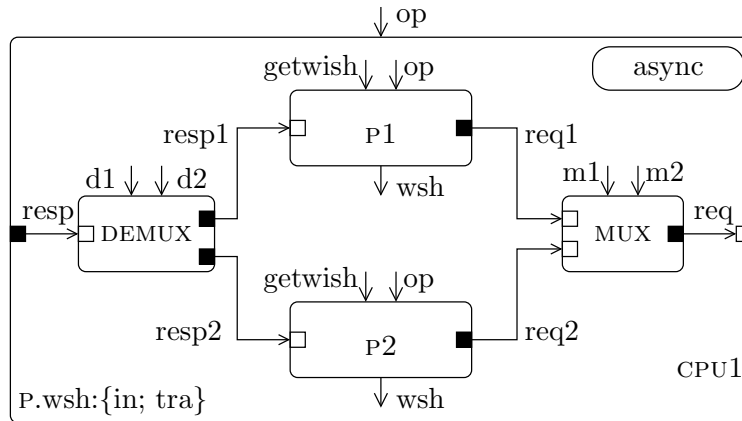 op
async
getwish op
P1
resp1 req1
wsh
d1 d2 m1 m2
resp DEMUX MUX req
getwish op
P2
resp2 req2
wsh
CPU1
P.wsh:{in; tra}